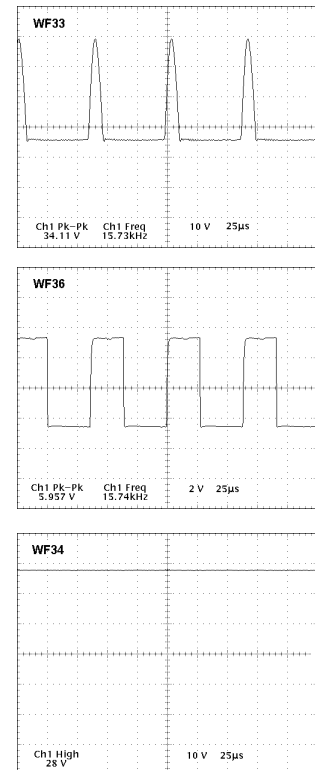 WF33
Ch1 Pk-Pk Ch1 Freq 10 V 25µs
34.11 V 15.73kHz
WF36
Ch1 Pk-Pk Ch1 Freq 2 V 25µs
5.957 V 15.74kHz
WF34
Ch1 High 10 V 25µs
28 V